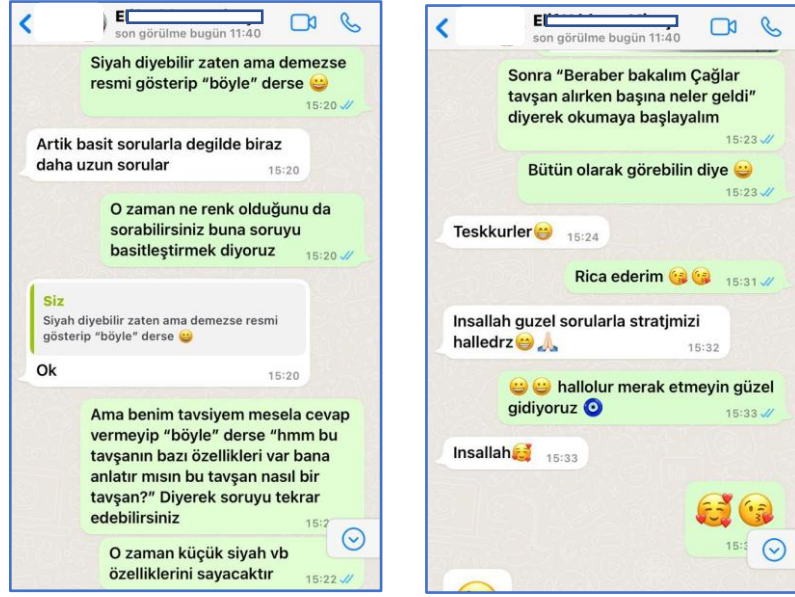 El
son görülme bugün 11:40
Siyah diyebilir zaten ama demezse
resmi gösterip “böyle” derse 😀
15:20
Artik basit sorularla degilde biraz
daha uzun sorular
15:20
O zaman ne renk olduğunu da
sorabilirsiniz buna soruyu
basitleştirmek diyoruz
15:20
Siz
Siyah diyebilir zaten ama demezse resmi
gösterip “böyle” derse 😀
Ok
15:20
Ama benim tavsiyem mesela cevap
vermeyip “böyle” derse “hmm bu
tavşanın bazı özellikleri var bana
anlatır mısın bu tavşan nasıl bir
tavşan?” Diyerek soruyu tekrar
edebilirsiniz
O zaman küçük siyah vb
özelliklerini sayacaktır
15:22
son görülme bugün 11:40
Sonra “Beraber bakalım Çağlar
tavşan alırken başına neler geldi”
diyerek okumaya başlayalım
15:23
Bütün olarak görebilin diye 😀
15:23
Teskkurler😁
15:24
Rica ederim 😘😘
15:31
Insallah guzel sorularla stratjmizi
halledrz😁🙏🏻
15:32
😀😀 hallolur merak etmeyin güzel
gidiyoruz 🧿
15:33
Insallah🥰
15:33
🥰😘